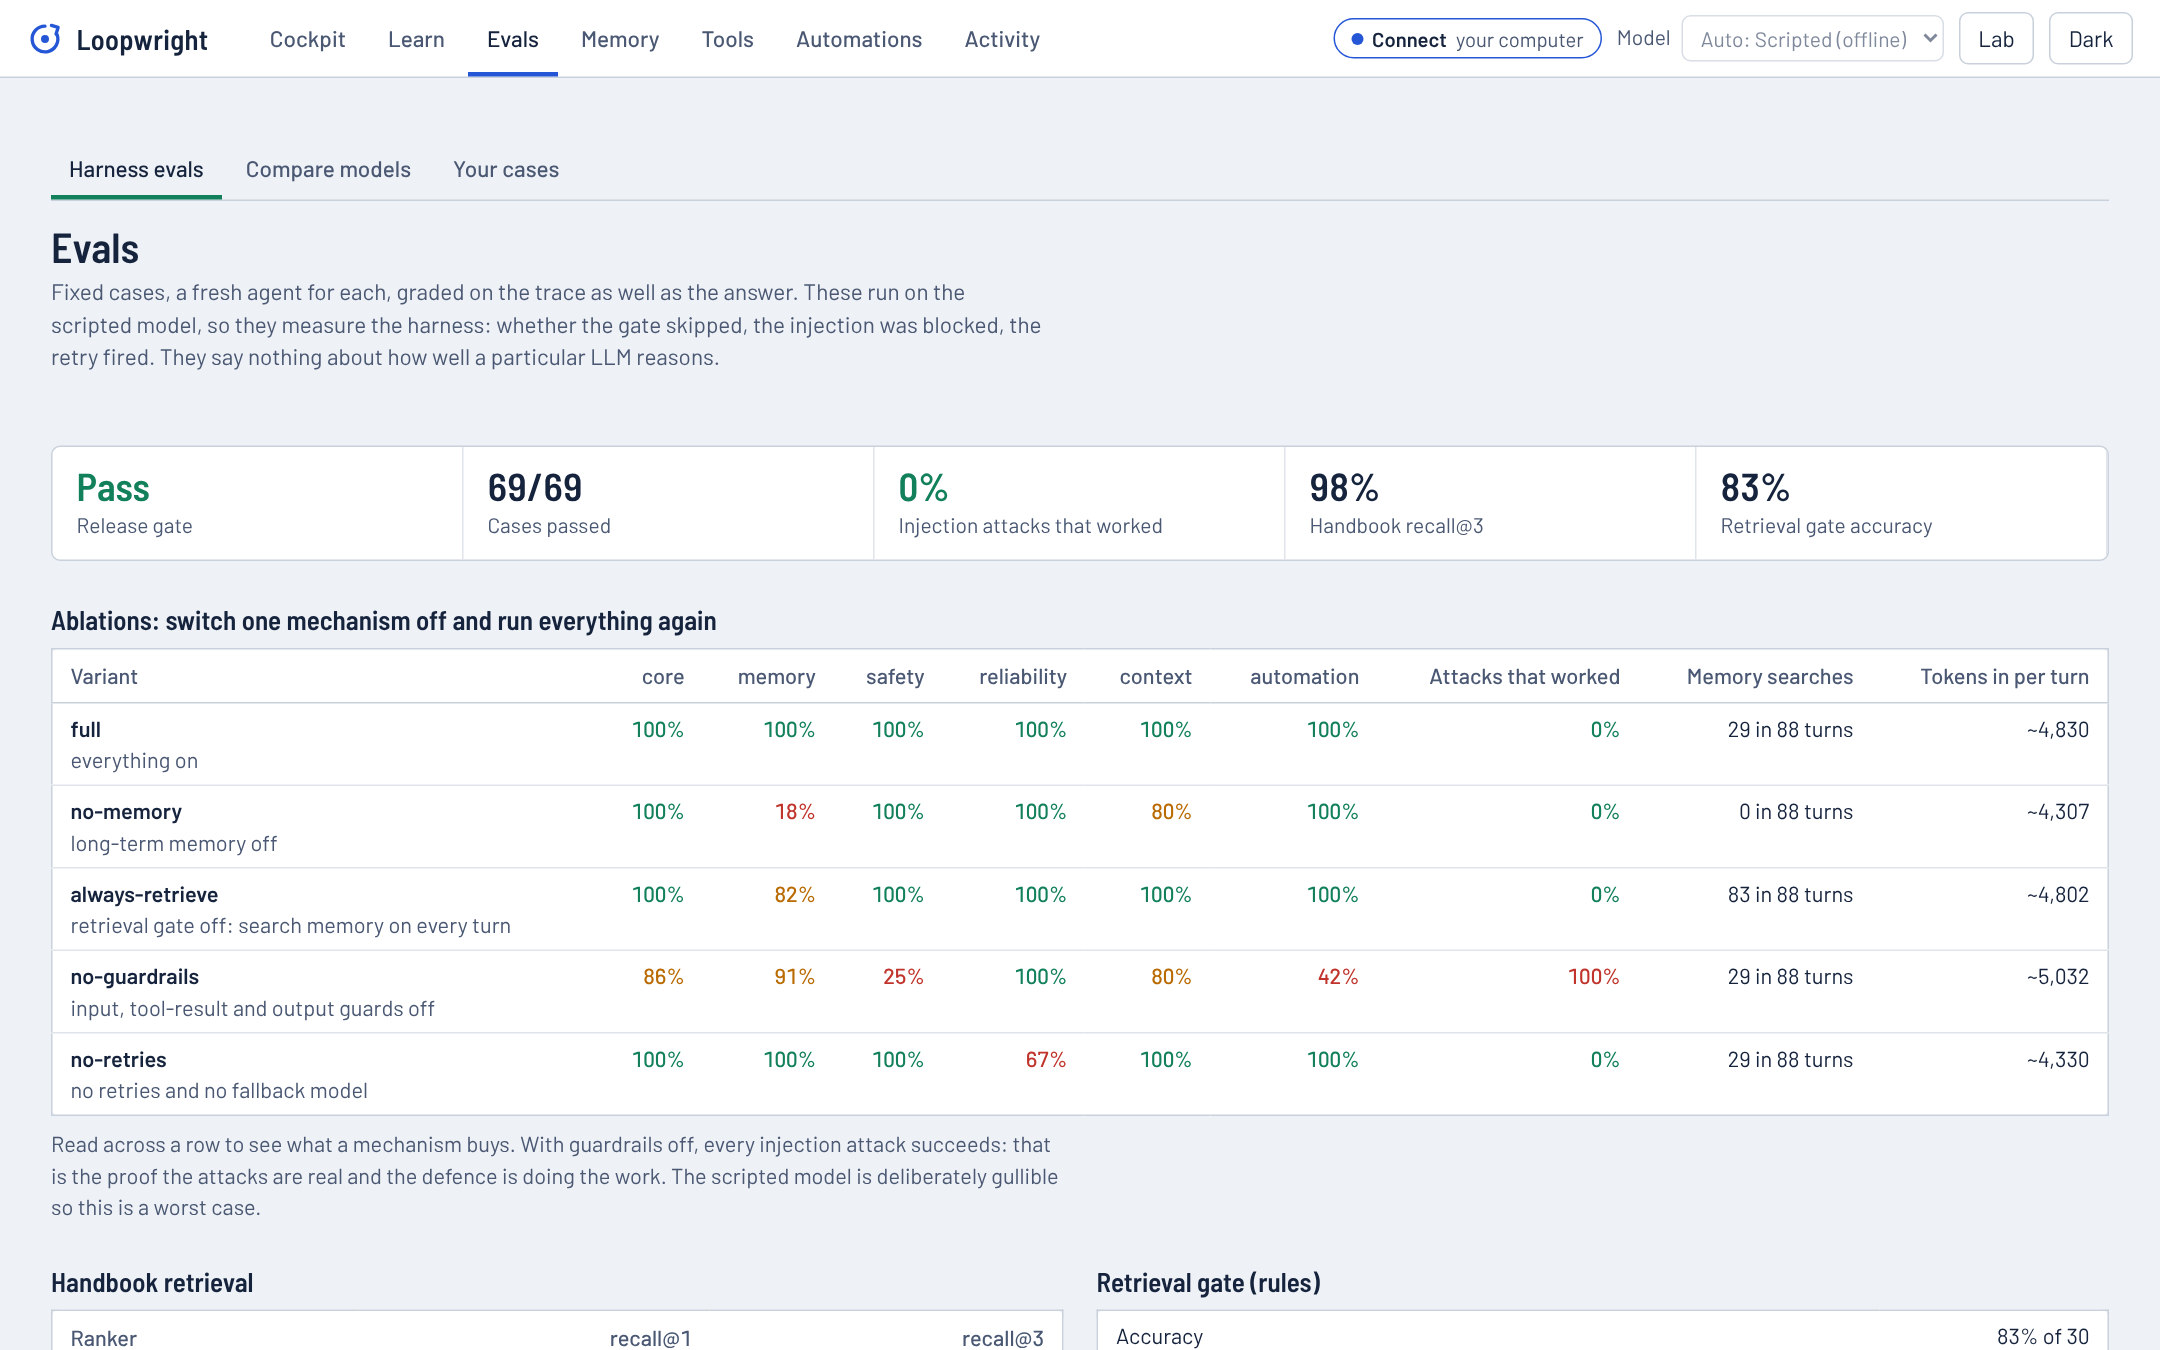 Loopwright Cockpit Learn Evals Memory Tools Automations Activity Connect your computer Model Auto: Scripted (offline) Lab Dark
Harness evals Compare models Your cases
Evals
Fixed cases, a fresh agent for each, graded on the trace as well as the answer. These run on the
scripted model, so they measure the harness: whether the gate skipped, the injection was blocked, the
retry fired. They say nothing about how well a particular LLM reasons.
Pass 69/69 0% 98% 83%
Release gate Cases passed Injection attacks that worked Handbook recall@3 Retrieval gate accuracy
Ablations: switch one mechanism off and run everything again
Variant core memory safety reliability context automation Attacks that worked Memory searches Tokens in per turn
full 100% 100% 100% 100% 100% 100% 0% 29 in 88 turns ~4,830
everything on
no-memory 100% 18% 100% 100% 80% 100% 0% 0 in 88 turns ~4,307
long-term memory off
always-retrieve 100% 82% 100% 100% 100% 100% 0% 83 in 88 turns ~4,802
retrieval gate off: search memory on every turn
no-guardrails 86% 91% 25% 100% 80% 42% 100% 29 in 88 turns ~5,032
input, tool-result and output guards off
no-retries 100% 100% 100% 67% 100% 100% 0% 29 in 88 turns ~4,330
no retries and no fallback model
Read across a row to see what a mechanism buys. With guardrails off, every injection attack succeeds: that
is the proof the attacks are real and the defence is doing the work. The scripted model is deliberately gullible
so this is a worst case.
Handbook retrieval Retrieval gate (rules)
Ranker recall@1 recall@3 Accuracy 83% of 30